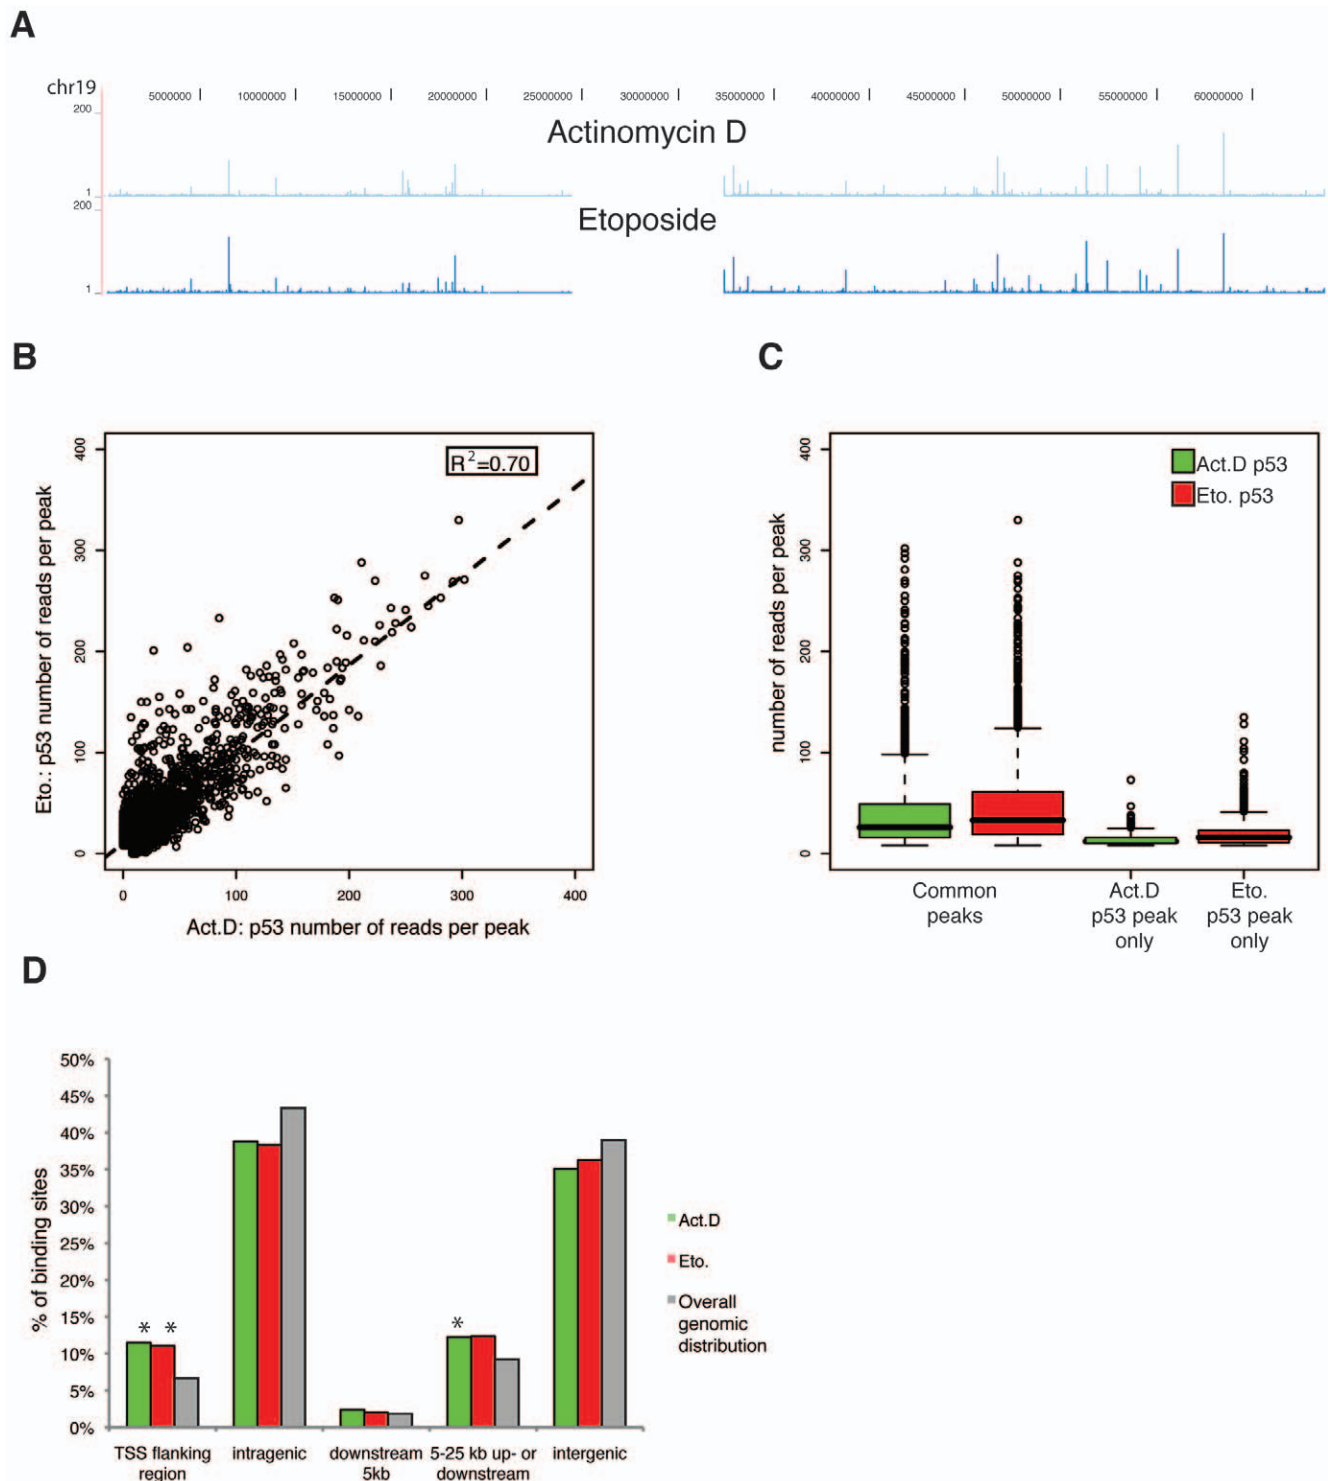 A
chr19
5000000 10000000 15000000 20000000 25000000 30000000 35000000 40000000 45000000 50000000 55000000 60000000
200
Actinomycin D
1
200
Etoposide
1
B
R2=0.70
400
300
200
100
0
Eto.: p53 number of reads per peak
0 100 200 300 400
Act.D: p53 number of reads per peak
C
Act.D p53
Eto. p53
400
300
200
100
0
number of reads per peak
Common
peaks
Act.D
p53 peak
only
Eto.
p53 peak
only
D
50%
45%
40%
35%
30%
25%
20%
15%
10%
5%
0%
% of binding sites
* *
*
TSS flanking
region
intragenic
downstream
5kb
5-25 kb up- or
downstream
intergenic
Act.D
Eto.
Overall
genomic
distribution